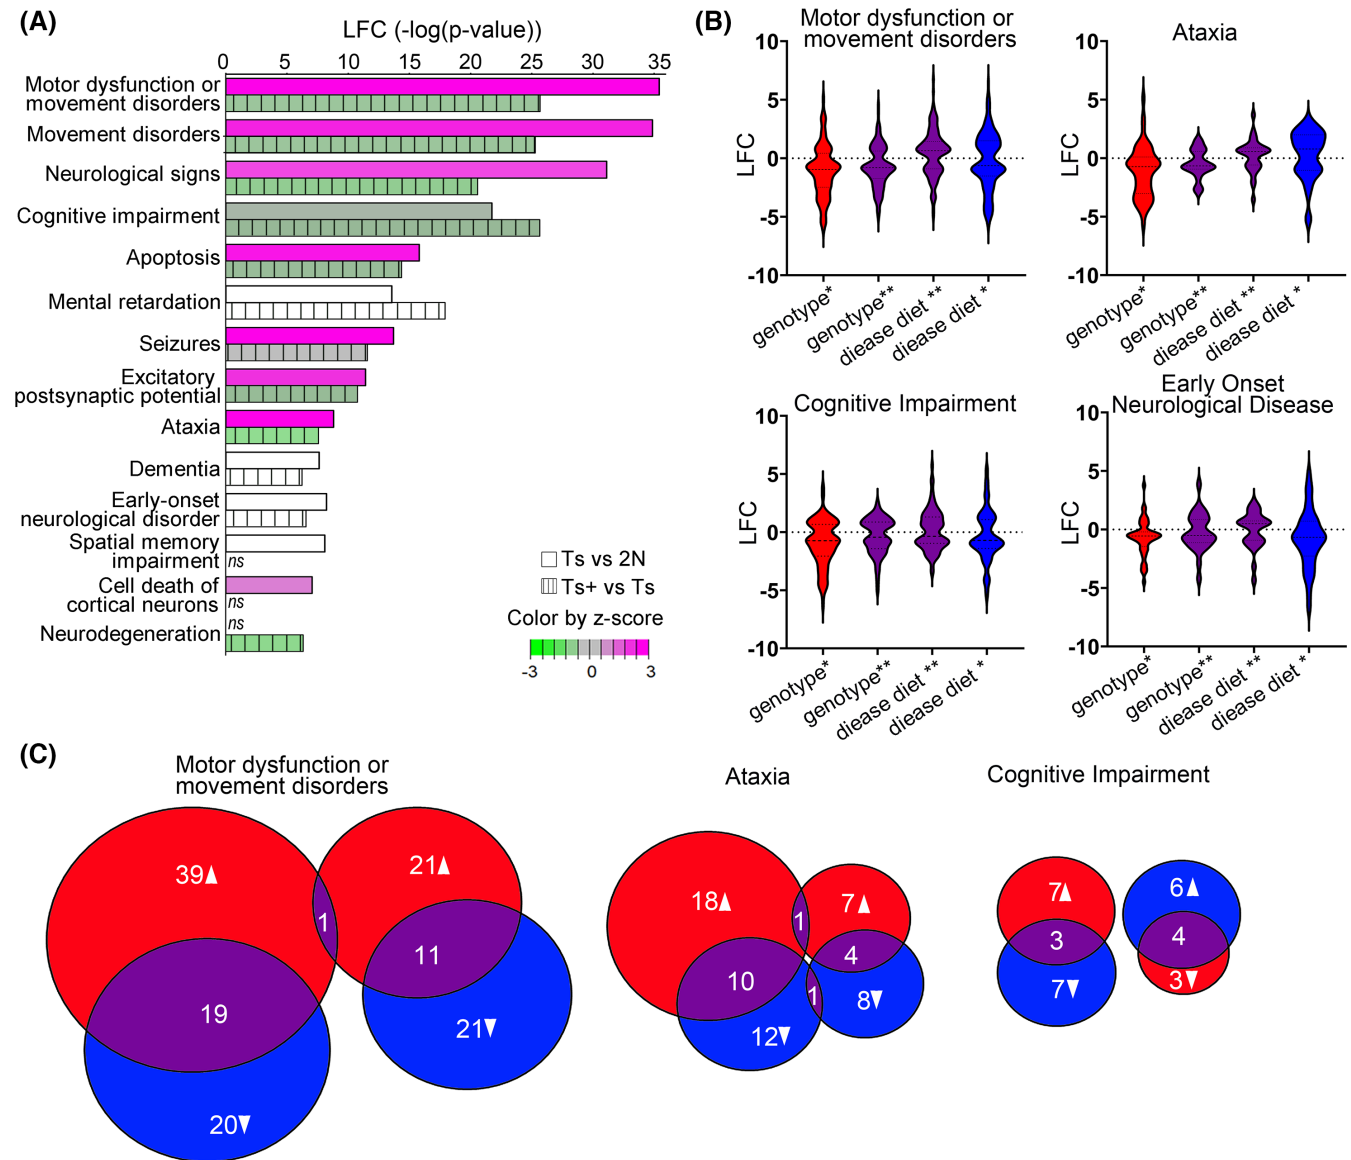 (A)
LFC (-log(p-value))
0 5 10 15 20 25 30 35
Motor dysfunction or
movement disorders
Movement disorders
Neurological signs
Cognitive impairment
Apoptosis
Mental retardation
Seizures
Excitatory
postsynaptic potential
Ataxia
Dementia
Early-onset
neurological disorder
Spatial memory
impairment ns
Cell death of
cortical neurons ns
ns
Neurodegeneration
Ts vs 2N
Ts+ vs Ts
Color by z-score
-3 0 3
(B)
Motor dysfunction or
movement disorders
10
5
0
-5
-10
LFC
genotype*
genotype**
diease diet **
diease diet *
Ataxia
10
5
0
-5
-10
LFC
genotype*
genotype**
diease diet **
diease diet *
Cognitive Impairment
10
5
0
-5
-10
LFC
genotype*
genotype**
diease diet **
diease diet *
Early Onset
Neurological Disease
10
5
0
-5
-10
LFC
genotype*
genotype**
diease diet **
diease diet *
(C)
Motor dysfunction or
movement disorders
39▲
1
21▲
19
11
20▼
21▼
Ataxia
18▲
1
7▲
10
4
1
12▼
8▼
Cognitive Impairment
7▲
3
7▼
6▲
4
3▼